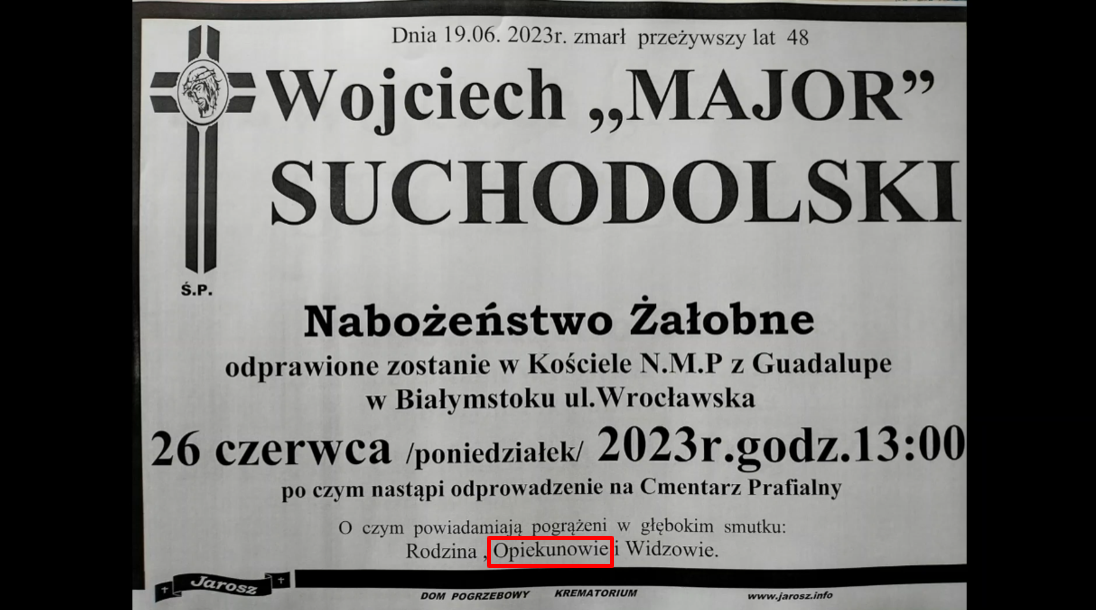 Dnia 19.06. 2023r. zmarł przeżywszy lat 48
Wojciech „MAJOR”
SUCHODOLSKI
Ś.P.
Nabożeństwo Żałobne
odprawione zostanie w Kościele N.M.P z Guadalupe
w Białymstoku ul.Wrocławska
26 czerwca /poniedziałek/ 2023r.godz.13:00
po czym nastąpi odprowadzenie na Cmentarz Prafialny
O czym powiadamiają pogrążeni w głębokim smutku:
Rodzina , Opiekunowie i Widzowie.
Jarosz
DOM POGRZEBOWY KREMATORIUM www.jarosz.info